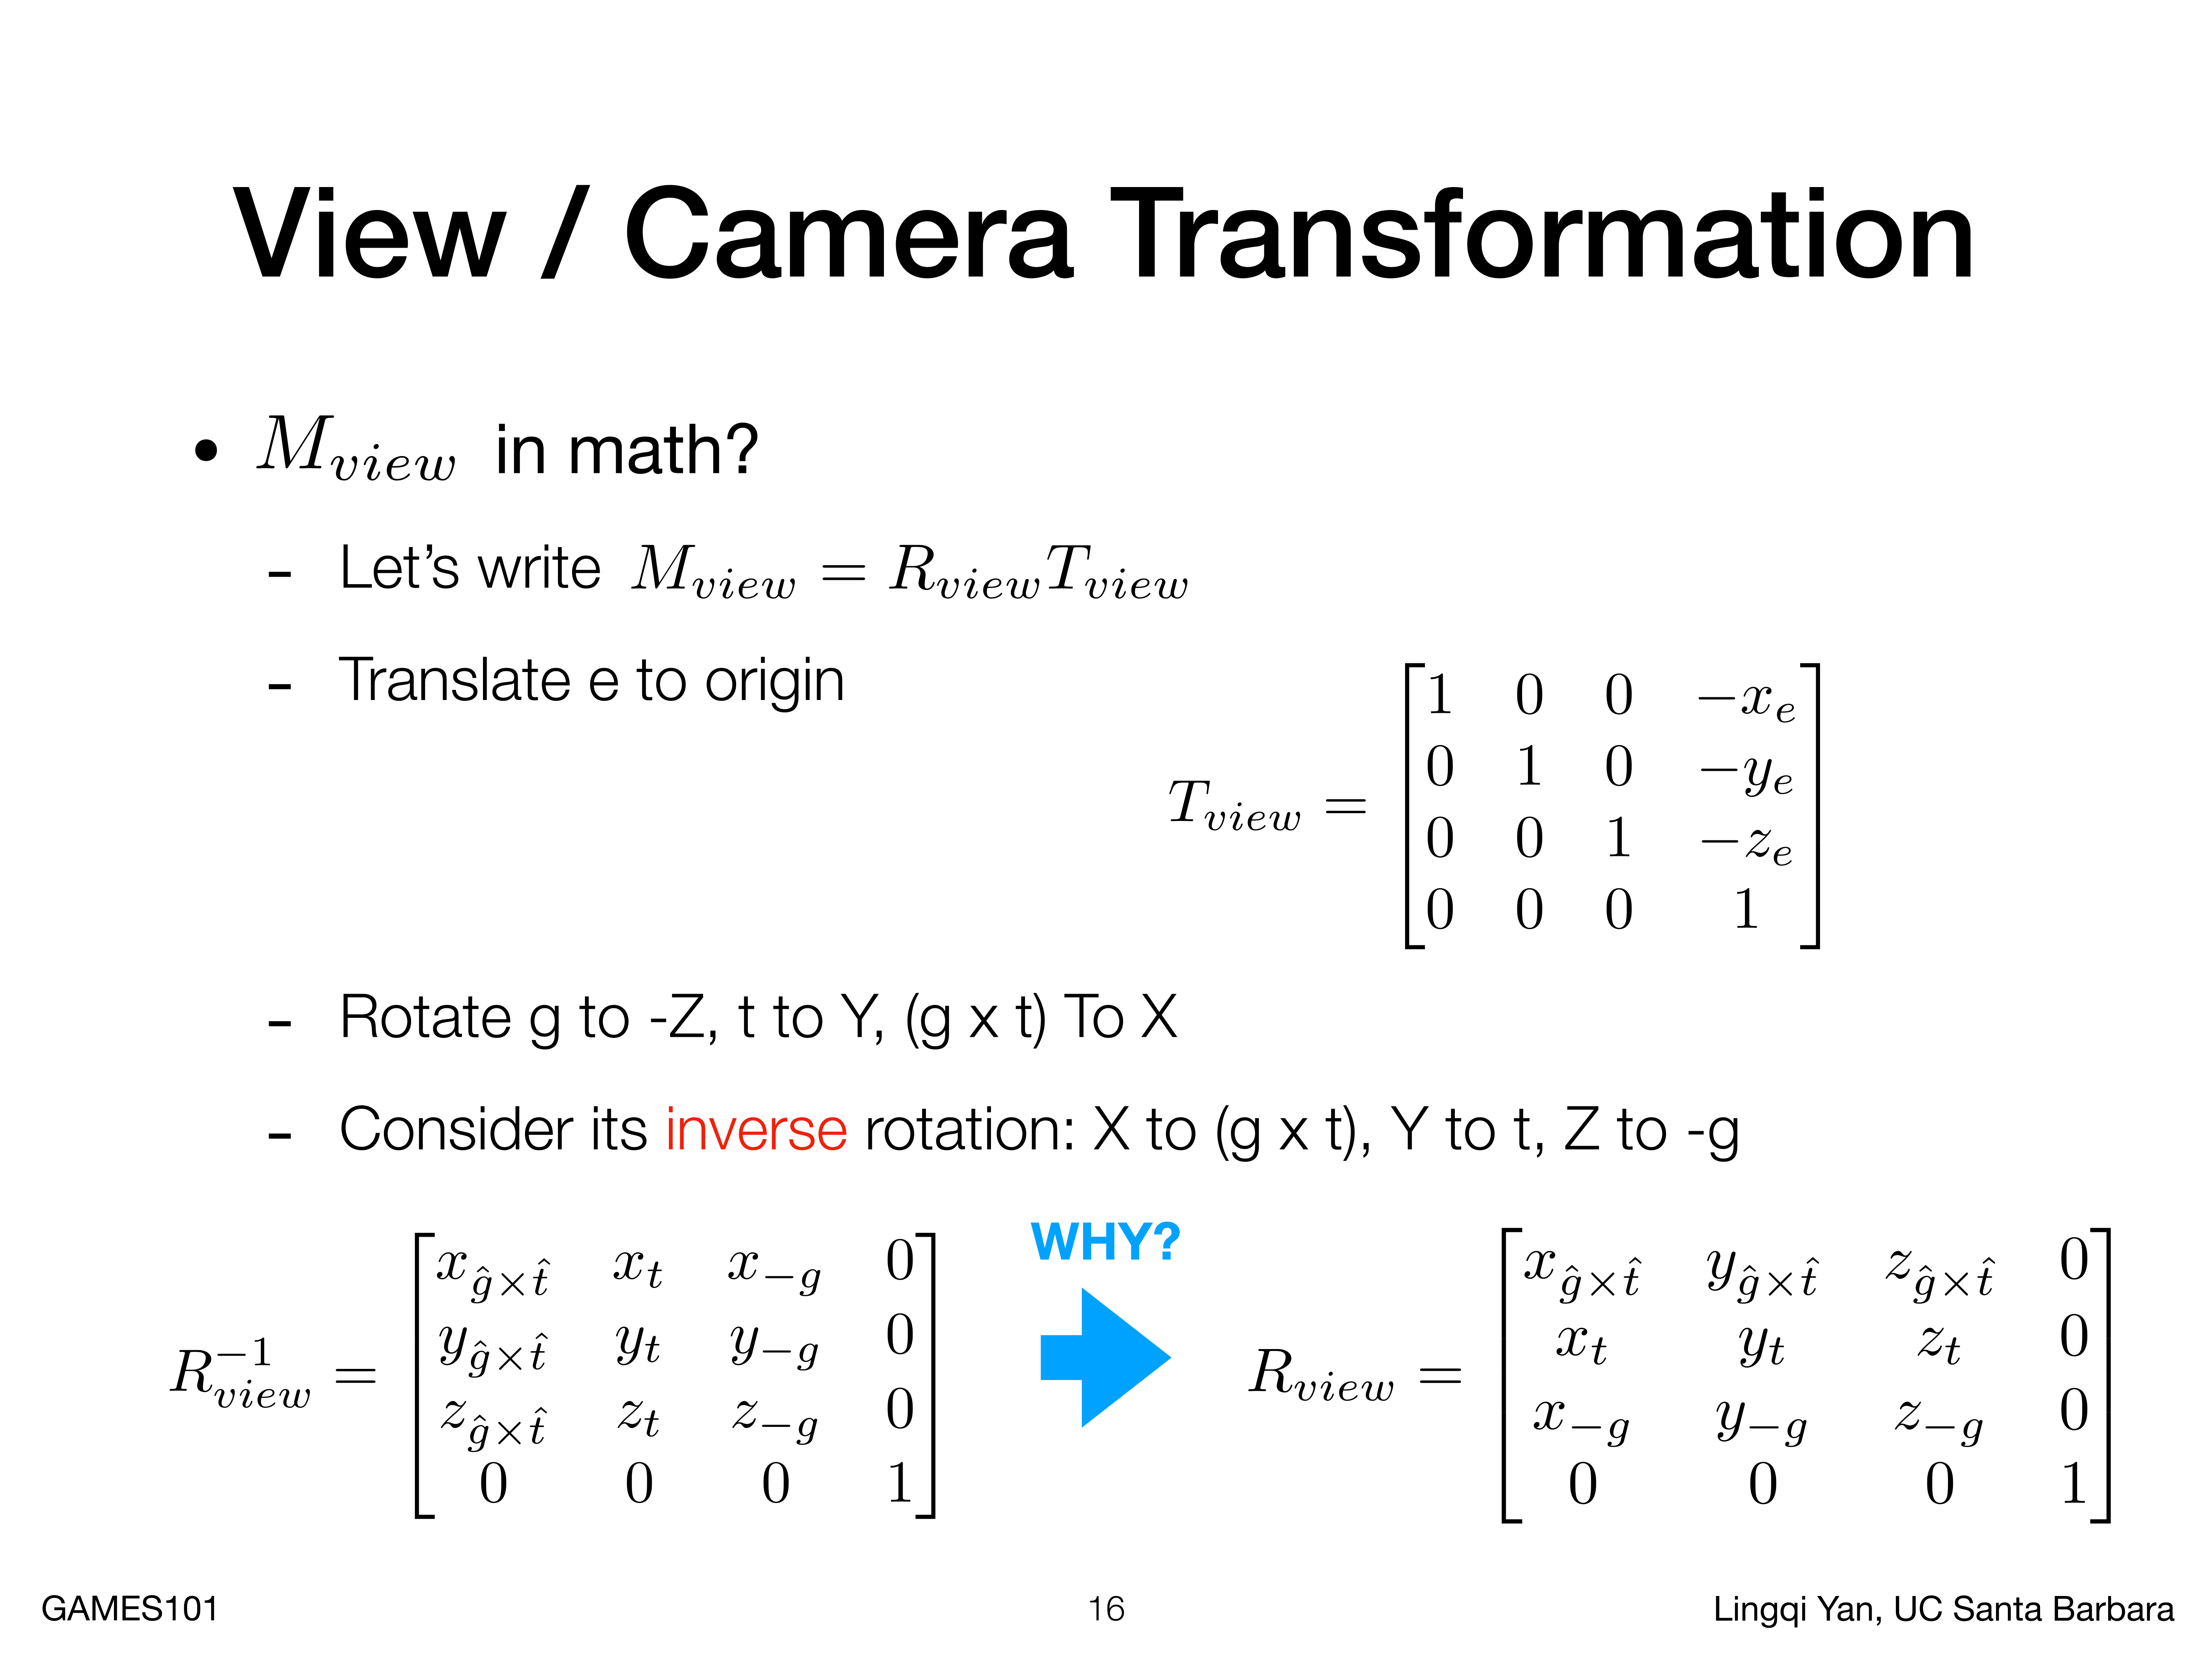 View / Camera Transformation
• $M_{view}$ in math?
- Let’s write $M_{view} = R_{view}T_{view}$
- Translate e to origin
$T_{view} = \begin{bmatrix} 1 & 0 & 0 & -x_e \\ 0 & 1 & 0 & -y_e \\ 0 & 0 & 1 & -z_e \\ 0 & 0 & 0 & 1 \end{bmatrix}$
- Rotate g to -Z, t to Y, (g x t) To X
- Consider its inverse rotation: X to (g x t), Y to t, Z to -g
$R_{view}^{-1} = \begin{bmatrix} x_{\hat{g}\times\hat{t}} & x_t & x_{-g} & 0 \\ y_{\hat{g}\times\hat{t}} & y_t & y_{-g} & 0 \\ z_{\hat{g}\times\hat{t}} & z_t & z_{-g} & 0 \\ 0 & 0 & 0 & 1 \end{bmatrix}$
WHY?
$R_{view} = \begin{bmatrix} x_{\hat{g}\times\hat{t}} & y_{\hat{g}\times\hat{t}} & z_{\hat{g}\times\hat{t}} & 0 \\ x_t & y_t & z_t & 0 \\ x_{-g} & y_{-g} & z_{-g} & 0 \\ 0 & 0 & 0 & 1 \end{bmatrix}$
GAMES101
16
Lingqi Yan, UC Santa Barbara